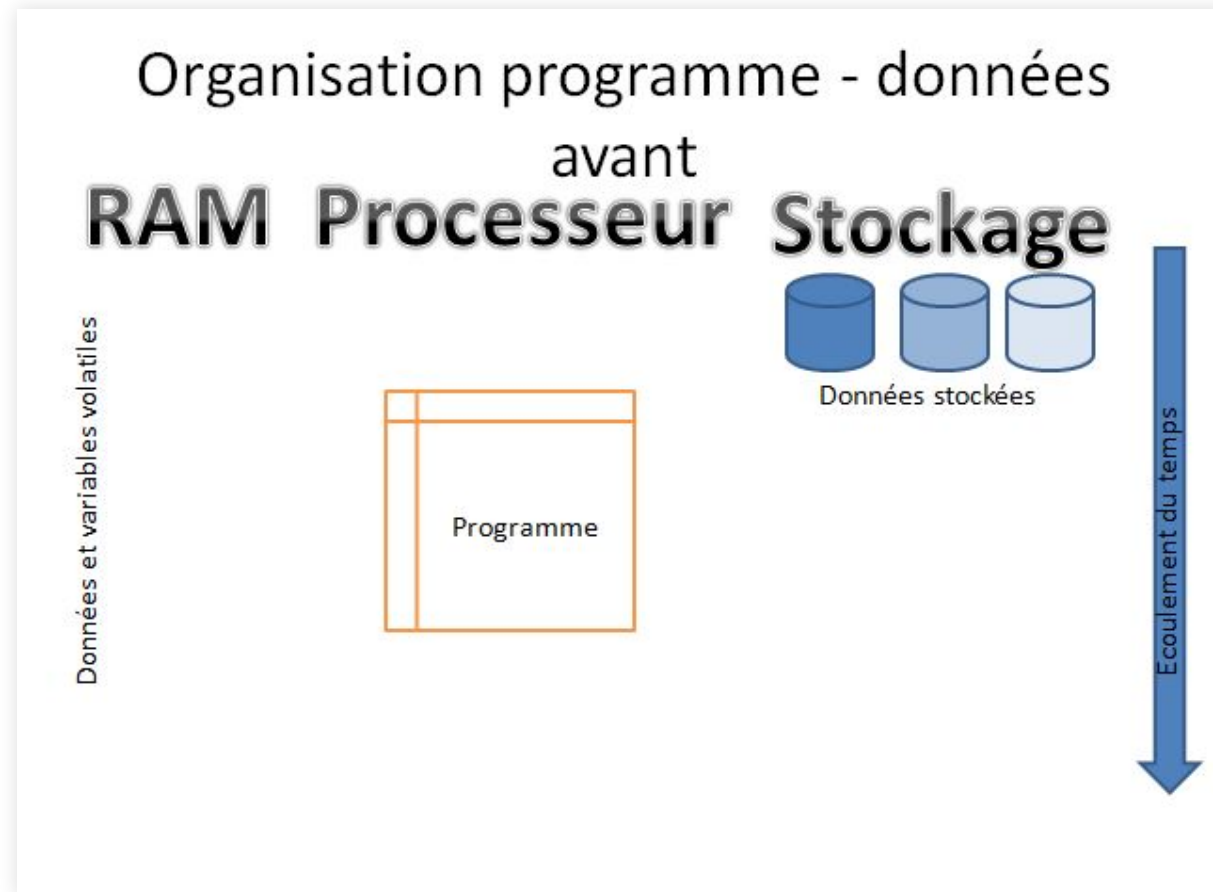 Organisation programme - données
avant
RAM Processeur Stockage
Données et variables volatiles
Programme
Données stockées
Ecoulement du temps